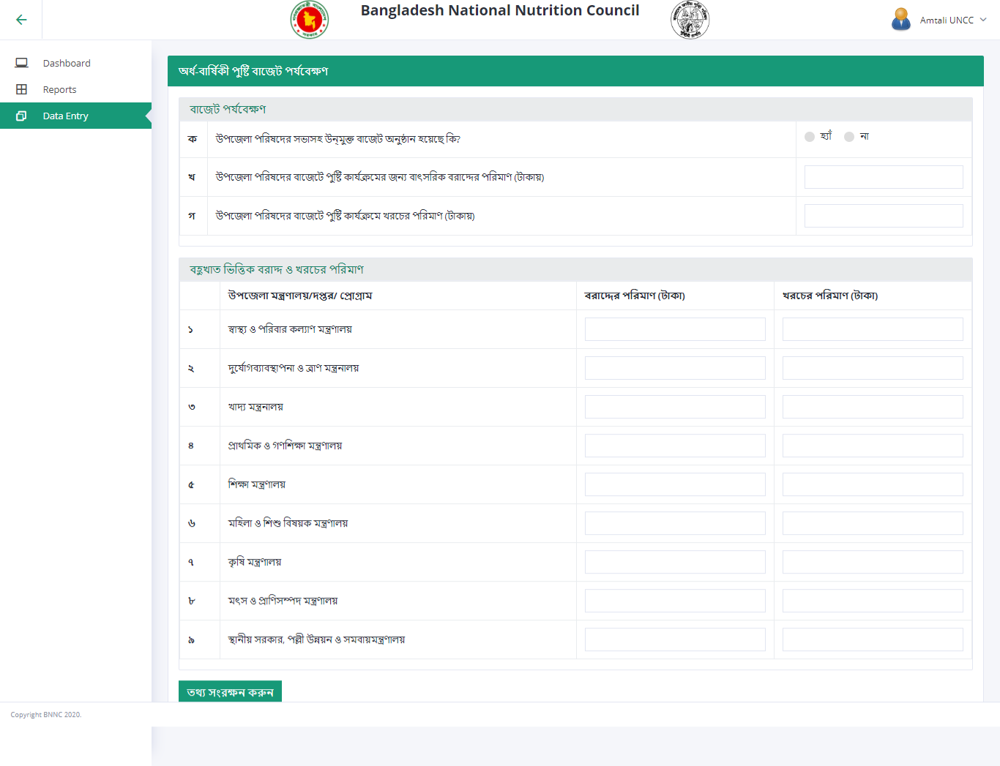 Bangladesh National Nutrition Council
Amtali UNCC
Dashboard
Reports
Data Entry
অর্ধ-বার্ষিকী পুষ্টি বাজেট পর্যবেক্ষণ
বাজেট পর্যবেক্ষণ
ক উপজেলা পরিষদের সভাসহ উন্মুক্ত বাজেট অনুষ্ঠান হয়েছে কি? হ্যাঁ না
খ উপজেলা পরিষদের বাজেটে পুষ্টি কার্যক্রমের জন্য বাৎসরিক বরাদ্দের পরিমাণ (টাকায়)
গ উপজেলা পরিষদের বাজেটে পুষ্টি কার্যক্রমে খরচের পরিমাণ (টাকায়)
বহুখাত ভিত্তিক বরাদ্দ ও খরচের পরিমাণ
উপজেলা মন্ত্রণালয়/দপ্তর/ প্রোগ্রাম বরাদ্দের পরিমাণ (টাকা) খরচের পরিমাণ (টাকা)
১ স্বাস্থ্য ও পরিবার কল্যাণ মন্ত্রণালয়
২ দুর্যোগব্যাবস্থাপনা ও ত্রাণ মন্ত্রনালয়
৩ খাদ্য মন্ত্রনালয়
৪ প্রাথমিক ও গণশিক্ষা মন্ত্রণালয়
৫ শিক্ষা মন্ত্রণালয়
৬ মহিলা ও শিশু বিষয়ক মন্ত্রণালয়
৭ কৃষি মন্ত্রণালয়
৮ মৎস ও প্রাণিসম্পদ মন্ত্রণালয়
৯ স্থানীয় সরকার, পল্লী উন্নয়ন ও সমবায়মন্ত্রণালয়
তথ্য সংরক্ষন করুন
Copyright BNNC 2020.